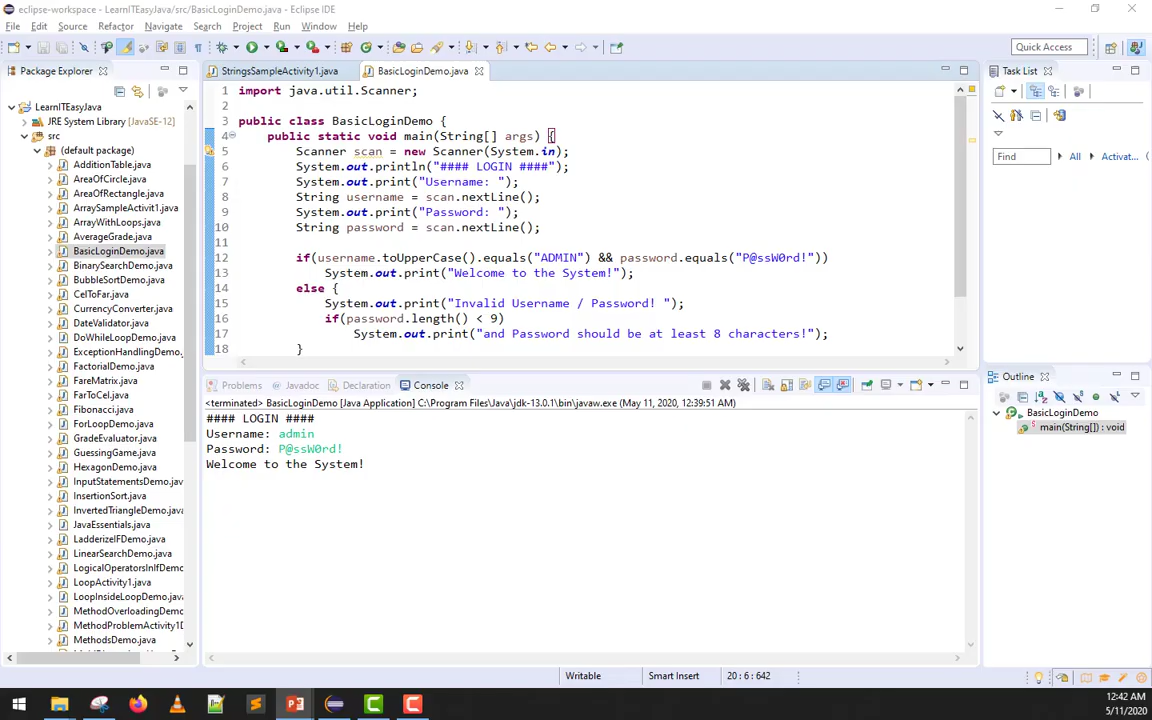 eclipse-workspace - LearnITEasyJava/src/BasicLoginDemo.java - Eclipse IDE
File Edit Source Refactor Navigate Search Project Run Window Help
Quick Access
Package Explorer
LearnITEasyJava
JRE System Library [JavaSE-12]
src
(default package)
AdditionTable.java
AreaOfCircle.java
AreaOfRectangle.java
ArraySampleActivit1.java
ArrayWithLoops.java
AverageGrade.java
BasicLoginDemo.java
BinarySearchDemo.java
BubbleSortDemo.java
CelToFar.java
CurrencyConverter.java
DateValidator.java
DoWhileLoopDemo.java
ExceptionHandlingDemo.
FactorialDemo.java
FareMatrix.java
FarToCel.java
Fibonacci.java
ForLoopDemo.java
GradeEvaluator.java
GuessingGame.java
HexagonDemo.java
InputStatementsDemo.java
InsertionSort.java
InvertedTriangleDemo.java
JavaEssentials.java
LadderizeIFDemo.java
LinearSearchDemo.java
LogicalOperatorsInIfDemo
LoopActivity1.java
LoopInsideLoopDemo.java
MethodOverloadingDemo
MethodProblemActivity1D
MethodsDemo.java
StringsSampleActivity1.java BasicLoginDemo.java
1 import java.util.Scanner;
2
3 public class BasicLoginDemo {
4 public static void main(String[] args) {
5 Scanner scan = new Scanner(System.in);
6 System.out.println("#### LOGIN ####");
7 System.out.print("Username: ");
8 String username = scan.nextLine();
9 System.out.print("Password: ");
10 String password = scan.nextLine();
11
12 if(username.toUpperCase().equals("ADMIN") && password.equals("P@ssW0rd!"))
13 System.out.print("Welcome to the System!");
14 else {
15 System.out.print("Invalid Username / Password! ");
16 if(password.length() < 9)
17 System.out.print("and Password should be at least 8 characters!");
18 }
Problems Javadoc Declaration Console
<terminated> BasicLoginDemo [Java Application] C:\Program Files\Java\jdk-13.0.1\bin\javaw.exe (May 11, 2020, 12:39:51 AM)
#### LOGIN ####
Username: admin
Password: P@ssW0rd!
Welcome to the System!
Task List
Find All Activat...
Outline
BasicLoginDemo
main(String[]) : void
Writable Smart Insert 20 : 6 : 642
12:42 AM
5/11/2020